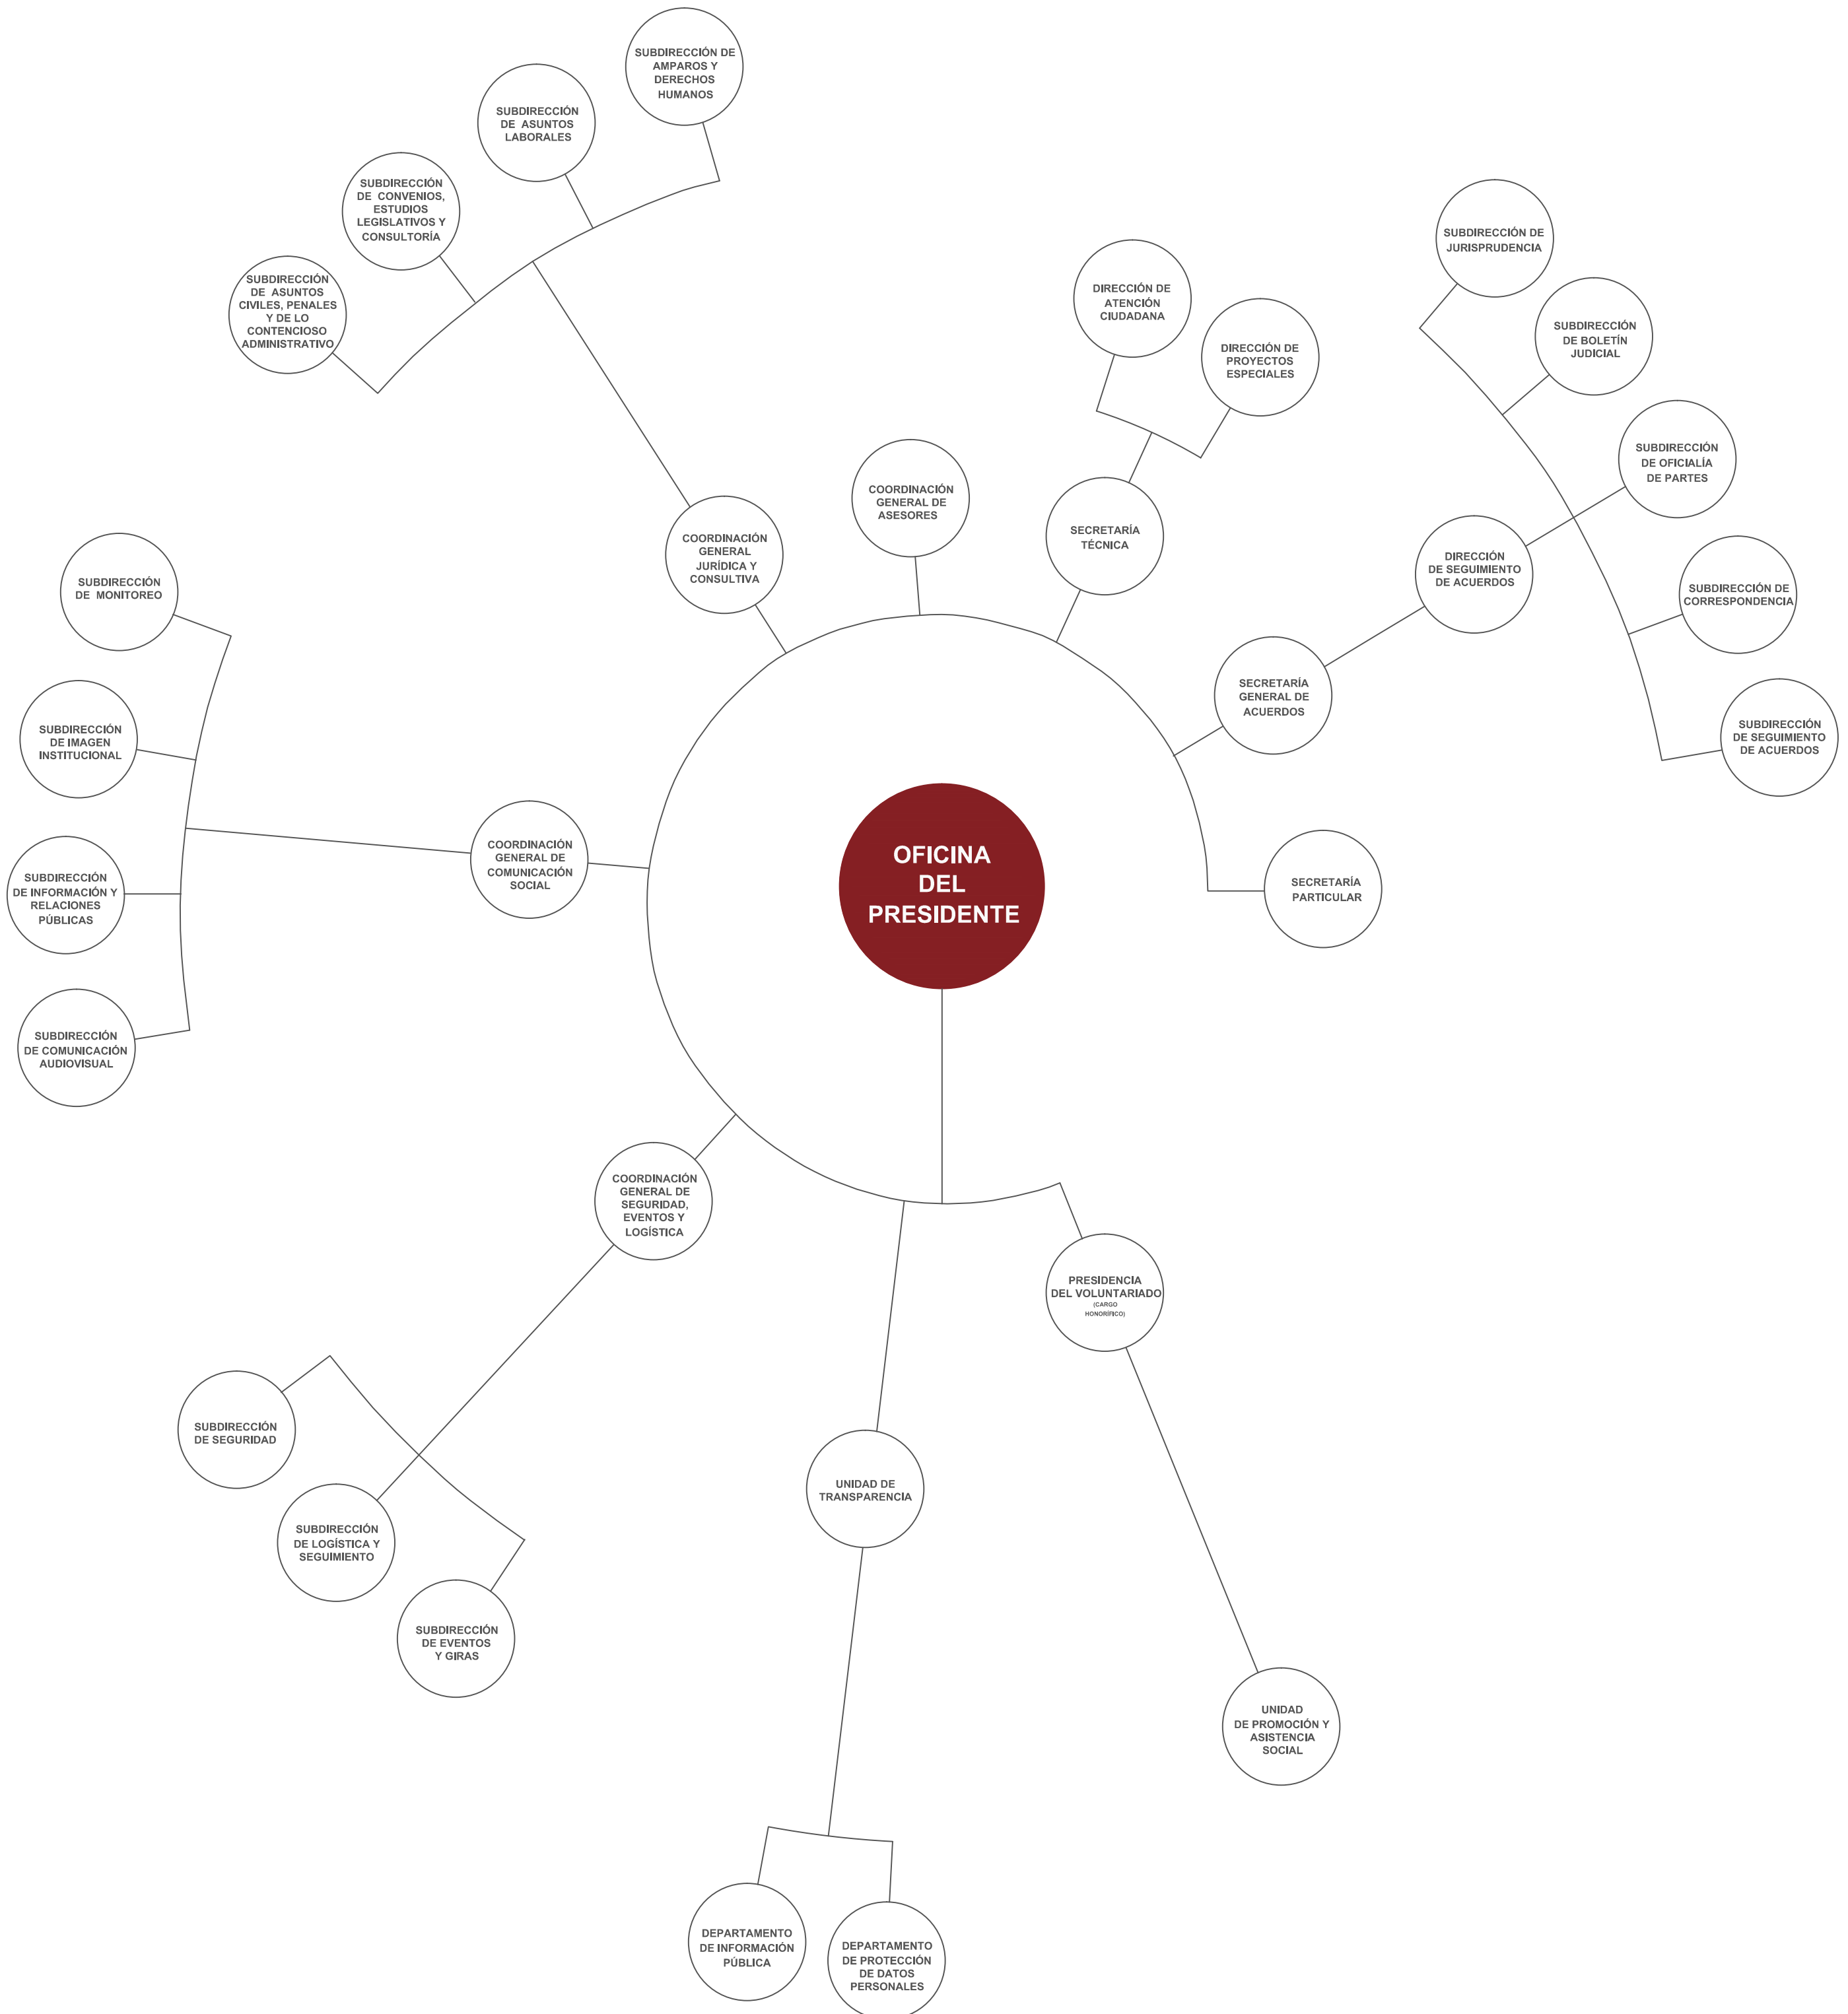 SUBDIRECCIÓN DE
AMPAROS Y
DERECHOS
HUMANOS
SUBDIRECCIÓN
DE ASUNTOS
LABORALES
SUBDIRECCIÓN
DE CONVENIOS,
ESTUDIOS
LEGISLATIVOS Y
CONSULTORÍA
SUBDIRECCIÓN
DE ASUNTOS
CIVILES, PENALES
Y DE LO
CONTENCIOSO
ADMINISTRATIVO
SUBDIRECCIÓN DE
JURISPRUDENCIA
SUBDIRECCIÓN
DE BOLETÍN
JUDICIAL
SUBDIRECCIÓN
DE OFICIALÍA
DE PARTES
SUBDIRECCIÓN DE
CORRESPONDENCIA
SUBDIRECCIÓN
DE SEGUIMIENTO
DE ACUERDOS
DIRECCIÓN DE
ATENCIÓN
CIUDADANA
DIRECCIÓN DE
PROYECTOS
ESPECIALES
COORDINACIÓN
GENERAL
JURÍDICA Y
CONSULTIVA
COORDINACIÓN
GENERAL DE
ASESORES
SECRETARÍA
TÉCNICA
DIRECCIÓN
DE SEGUIMIENTO
DE ACUERDOS
SECRETARÍA
GENERAL DE
ACUERDOS
SECRETARÍA
PARTICULAR
SUBDIRECCIÓN
DE MONITOREO
SUBDIRECCIÓN
DE IMAGEN
INSTITUCIONAL
SUBDIRECCIÓN
DE INFORMACIÓN Y
RELACIONES
PÚBLICAS
SUBDIRECCIÓN
DE COMUNICACIÓN
AUDIOVISUAL
COORDINACIÓN
GENERAL DE
COMUNICACIÓN
SOCIAL
OFICINA
DEL
PRESIDENTE
COORDINACIÓN
GENERAL DE
SEGURIDAD,
EVENTOS Y
LOGÍSTICA
PRESIDENCIA
DEL VOLUNTARIADO
(CARGO
HONORÍFICO)
SUBDIRECCIÓN
DE SEGURIDAD
SUBDIRECCIÓN
DE LOGÍSTICA Y
SEGUIMIENTO
SUBDIRECCIÓN
DE EVENTOS
Y GIRAS
UNIDAD DE
TRANSPARENCIA
UNIDAD
DE PROMOCIÓN Y
ASISTENCIA
SOCIAL
DEPARTAMENTO
DE INFORMACIÓN
PÚBLICA
DEPARTAMENTO
DE PROTECCIÓN
DE DATOS
PERSONALES